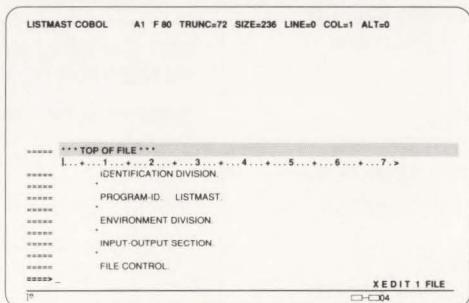 LISTMAST COBOL A1 F 80 TRUNC=72 SIZE=236 LINE=0 COL=1 ALT=0
===== * * * TOP OF FILE * * *
|...+....1....+....2....+....3....+....4....+....5....+....6....+....7.>
===== IDENTIFICATION DIVISION.
===== *
===== PROGRAM-ID. LISTMAST.
===== *
===== ENVIRONMENT DIVISION.
===== *
===== INPUT-OUTPUT SECTION.
===== *
===== FILE CONTROL.
====> _
X E D I T 1 FILE
04